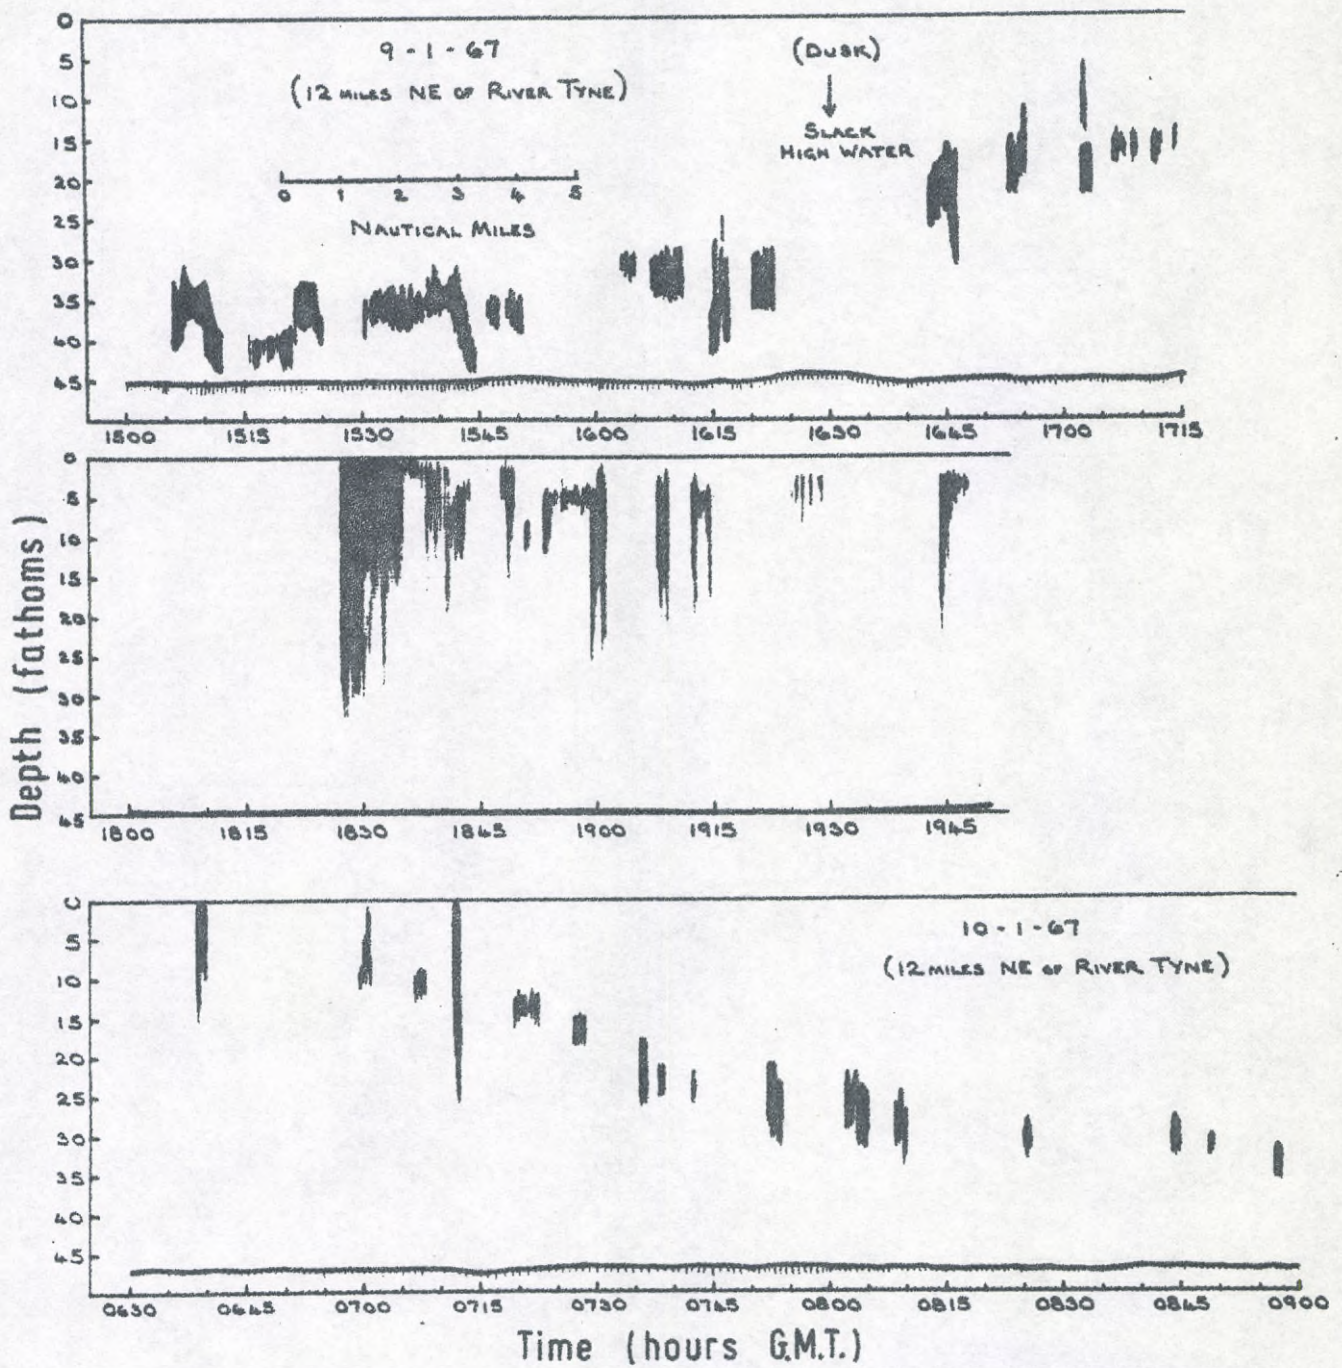 0
5
10
15
20
25
30
35
40
45
9-1-67
(12 MILES NE OF RIVER TYNE)
0 1 2 3 4 5
NAUTICAL MILES
(DUSK)
SLACK
HIGH WATER
1500 1515 1530 1545 1600 1615 1630 1645 1700 1715
Depth (fathoms)
0
5
10
15
20
25
30
35
40
45
1800 1815 1830 1845 1900 1915 1930 1945
0
5
10
15
20
25
30
35
40
45
10-1-67
(12 MILES NE OF RIVER TYNE)
0630 0645 0700 0715 0730 0745 0800 0815 0830 0845 0900
Time (hours G.M.T.)